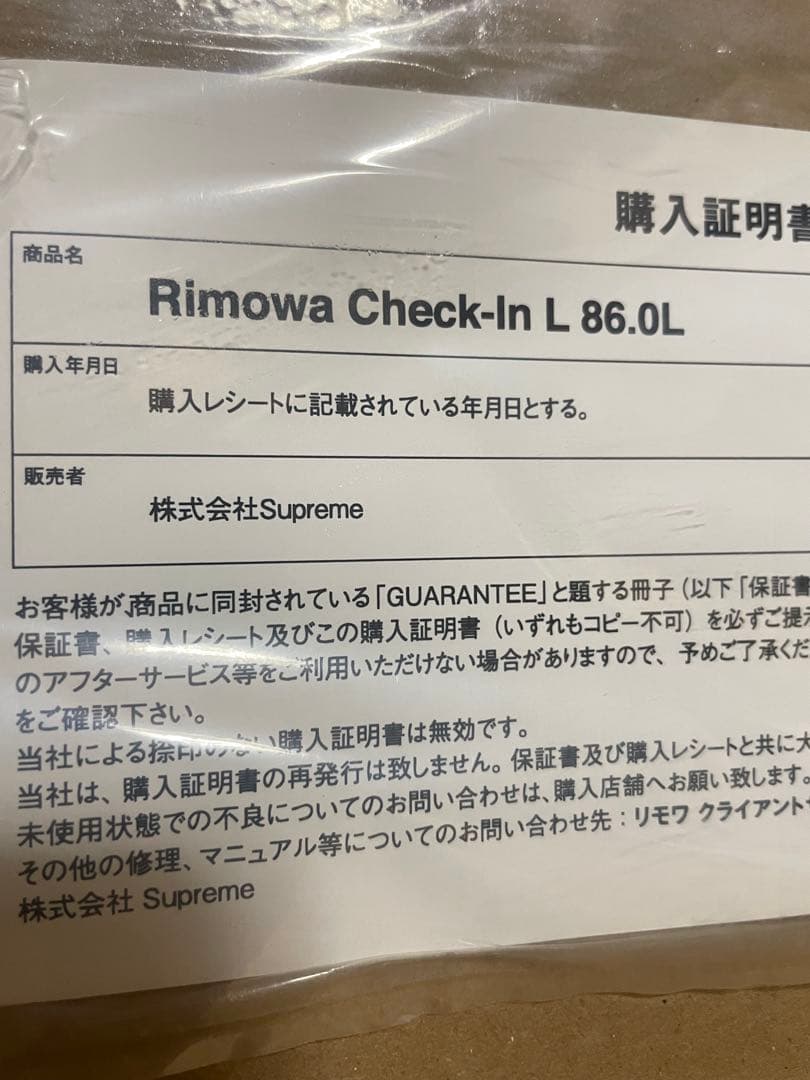 購入証明書
商品名
Rimowa Check-In L 86.0L
購入年月日
購入レシートに記載されている年月日とする。
販売者
株式会社Supreme
お客様が、商品に同封されている「GUARANTEE」と題する冊子（以下「保証書
保証書、購入レシート及びこの購入証明書（いずれもコピー不可）を必ずご提示
のアフターサービス等をご利用いただけない場合がありますので、予めご了承くだ
をご確認下さい。
当社による捺印のない購入証明書は無効です。
当社は、購入証明書の再発行は致しません。保証書及び購入レシートと共に大
未使用状態での不良についてのお問い合わせは、購入店舗へお願い致します。
その他の修理、マニュアル等についてのお問い合わせ先：リモワ クライアント
株式会社 Supreme